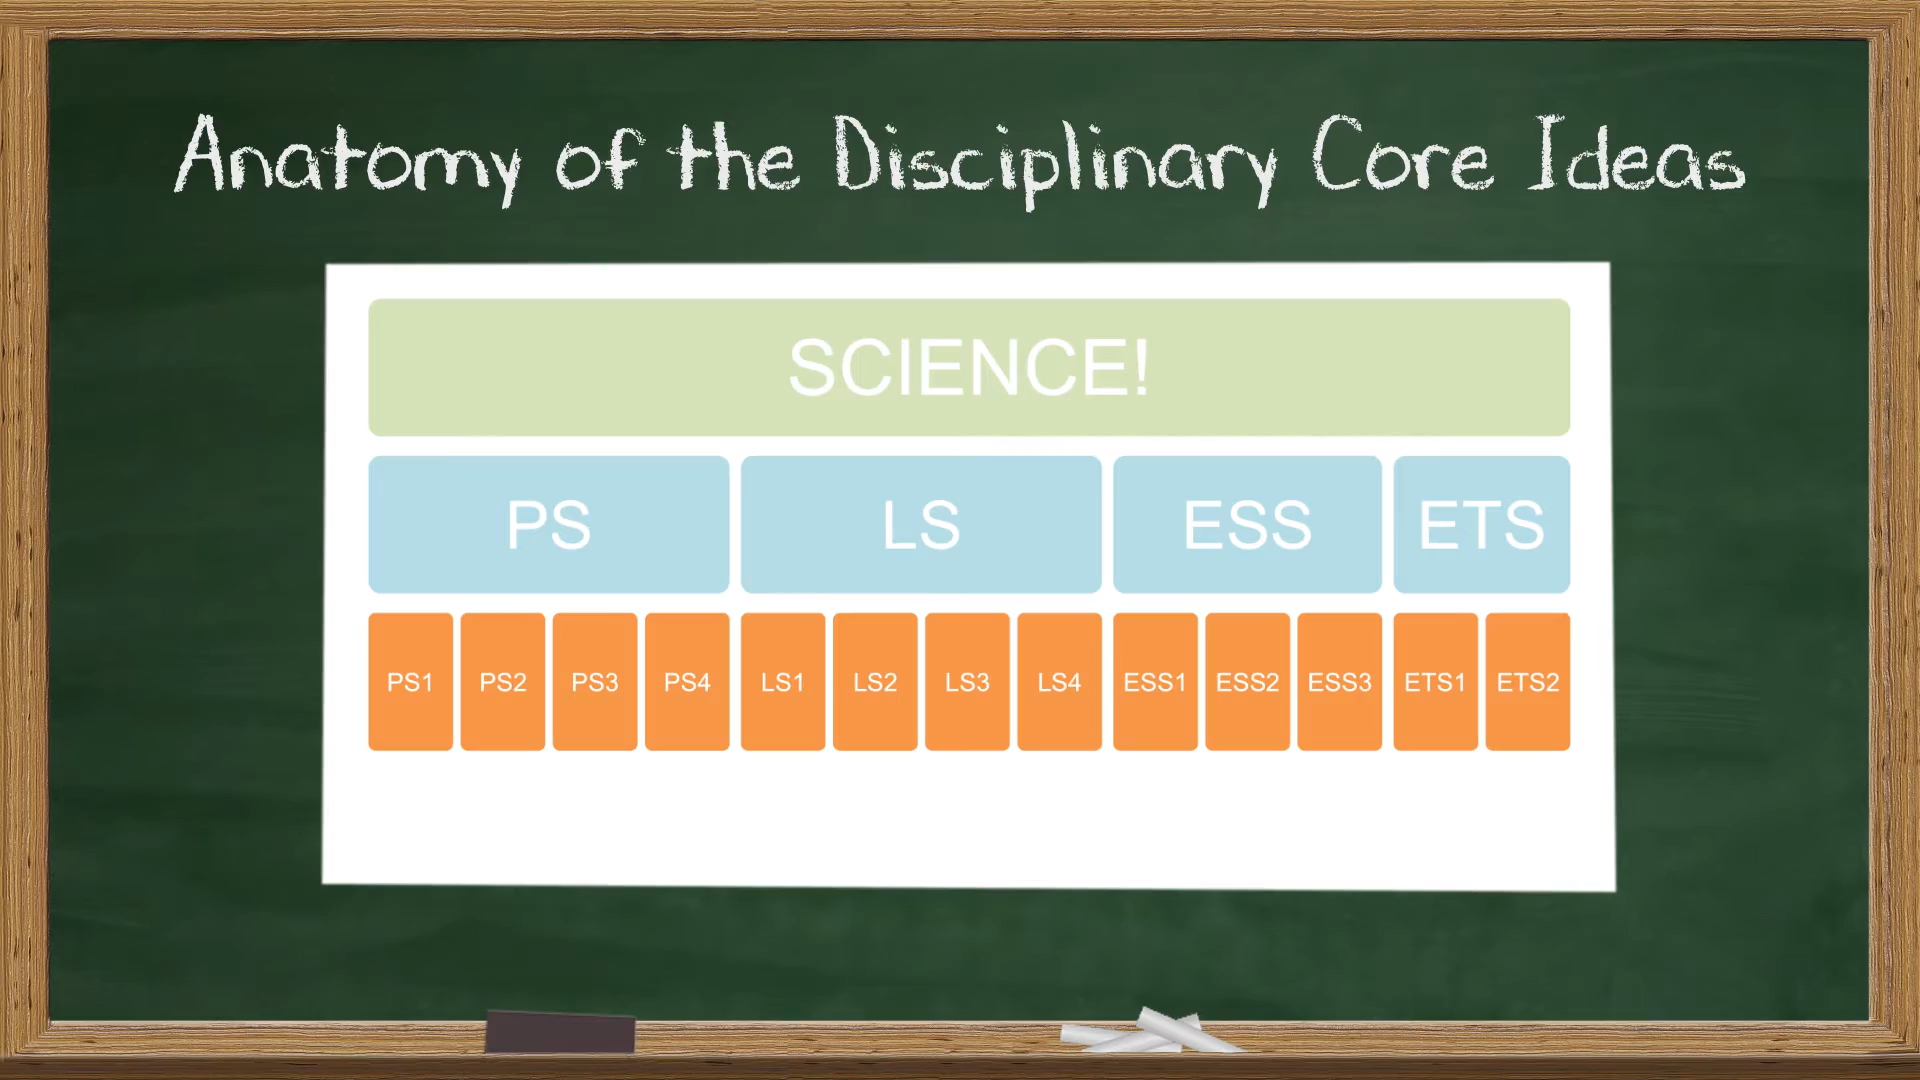 Anatomy of the Disciplinary Core Ideas
SCIENCE!
PS LS ESS ETS
PS1 PS2 PS3 PS4 LS1 LS2 LS3 LS4 ESS1 ESS2 ESS3 ETS1 ETS2